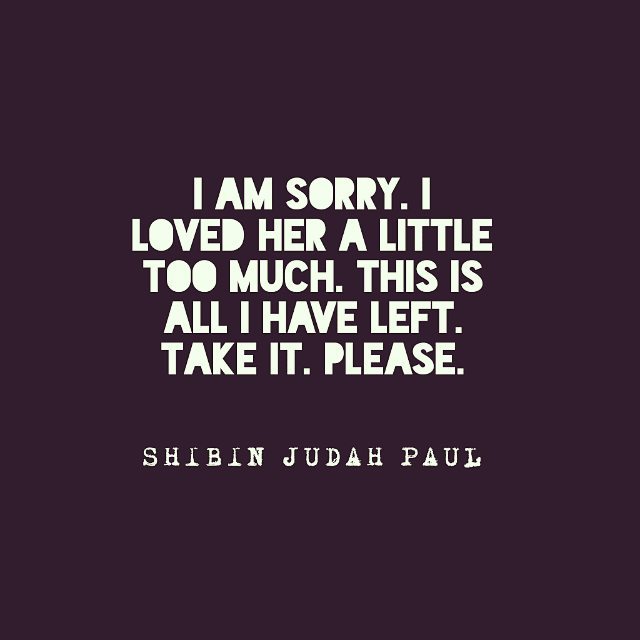 I AM SORRY. I
LOVED HER A LITTLE
TOO MUCH. THIS IS
ALL I HAVE LEFT.
TAKE IT. PLEASE.
SHIBIN JUDAH PAUL